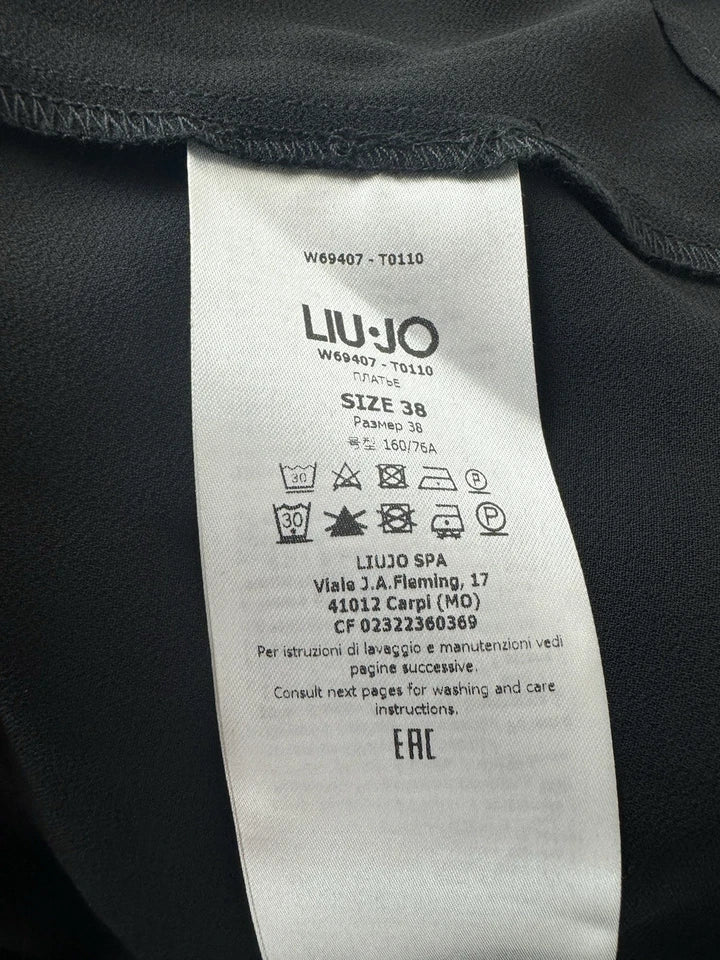 W69407 - T0110
LIU·JO
W69407 - T0110
ПЛАТЬЕ
SIZE 38
Размер 38
号型 160/76A
30
P
30
P
LIUJO SPA
Viale J.A.Fleming, 17
41012 Carpi (MO)
CF 02322360369
Per istruzioni di lavaggio e manutenzioni vedi
pagine successive.
Consult next pages for washing and care
instructions.
EAC